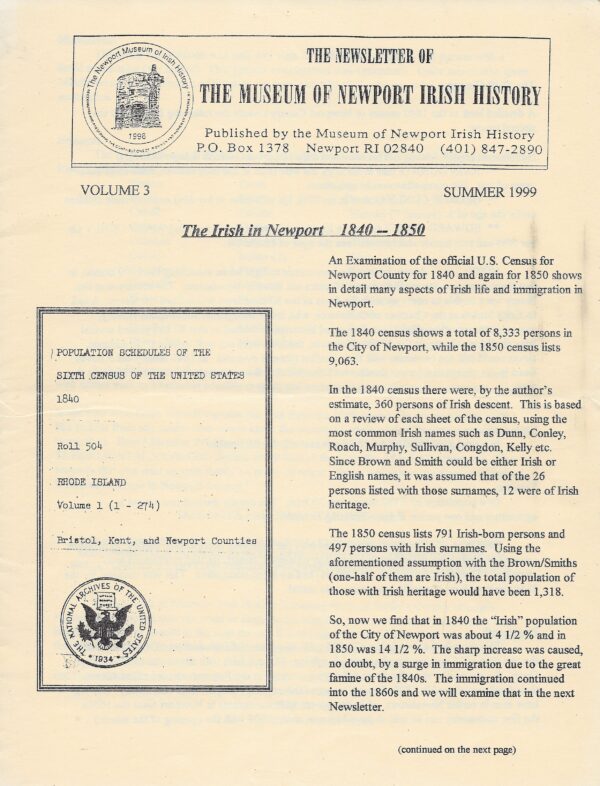 The Newport Museum of Irish History
1996
THE NEWSLETTER OF
THE MUSEUM OF NEWPORT IRISH HISTORY
Published by the Museum of Newport Irish History
P.O. Box 1378 Newport RI 02840 (401) 847-2890
VOLUME 3
SUMMER 1999
The Irish in Newport 1840 -- 1850
An Examination of the official U.S. Census for
Newport County for 1840 and again for 1850 shows
in detail many aspects of Irish life and immigration in
Newport.
The 1840 census shows a total of 8,333 persons in
the City of Newport, while the 1850 census lists
9,063.
In the 1840 census there were, by the author's
estimate, 360 persons of Irish descent. This is based
on a review of each sheet of the census, using the
most common Irish names such as Dunn, Conley,
Roach, Murphy, Sullivan, Congdon, Kelly etc.
Since Brown and Smith could be either Irish or
English names, it was assumed that of the 26
persons listed with those surnames, 12 were of Irish
heritage.
The 1850 census lists 791 Irish-born persons and
497 persons with Irish surnames. Using the
aforementioned assumption with the Brown/Smiths
(one-half of them are Irish), the total population of
those with Irish heritage would have been 1,318.
So, now we find that in 1840 the "Irish" population
of the City of Newport was about 4 1/2 % and in
1850 was 14 1/2 %. The sharp increase was caused,
no doubt, by a surge in immigration due to the great
famine of the 1840s. The immigration continued
into the 1860s and we will examine that in the next
Newsletter.
(continued on the next page)
POPULATION SCHEDULES OF THE
SIXTH CENSUS OF THE UNITED STATES
1840
Roll 504
RHODE ISLAND
Volume 1 (1 - 274)
Bristol, Kent, and Newport Counties
THE NATIONAL ARCHIVES OF THE UNITED STATES
1934